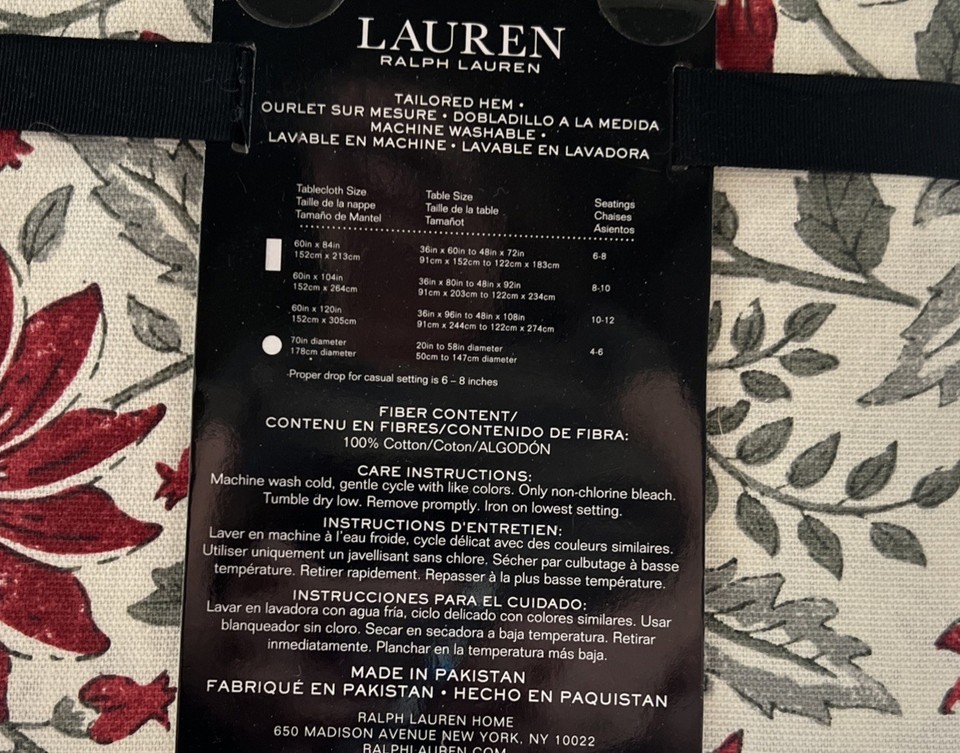 LAUREN
RALPH LAUREN
TAILORED HEM •
OURLET SUR MESURE • DOBLADILLO A LA MEDIDA
MACHINE WASHABLE •
LAVABLE EN MACHINE • LAVABLE EN LAVADORA
Tablecloth Size Table Size Seatings
Taille de la nappe Taille de la table Chaises
Tamaño de Mantel Tamañot Asientos
60in x 84in 36in x 60in to 48in x 72in 6-8
152cm x 213cm 91cm x 152cm to 122cm x 183cm
60in x 104in 36in x 80in to 48in x 92in 8-10
152cm x 264cm 91cm x 203cm to 122cm x 234cm
60in x 120in 36in x 96in to 48in x 108in 10-12
152cm x 305cm 91cm x 244cm to 122cm x 274cm
70in diameter 20in to 58in diameter 4-6
178cm diameter 50cm to 147cm diameter
Proper drop for casual setting is 6 – 8 inches
FIBER CONTENT/
CONTENU EN FIBRES/CONTENIDO DE FIBRA:
100% Cotton/Coton/ALGODÓN
CARE INSTRUCTIONS:
Machine wash cold, gentle cycle with like colors. Only non-chlorine bleach.
Tumble dry low. Remove promptly. Iron on lowest setting.
INSTRUCTIONS D'ENTRETIEN:
Laver en machine à l'eau froide, cycle délicat avec des couleurs similaires.
Utiliser uniquement un javellisant sans chlore. Sécher par culbutage à basse
température. Retirer rapidement. Repasser à la plus basse température.
INSTRUCCIONES PARA EL CUIDADO:
Lavar en lavadora con agua fría, ciclo delicado con colores similares. Usar
blanqueador sin cloro. Secar en secadora a baja temperatura. Retirar
inmediatamente. Planchar en la temperatura más baja.
MADE IN PAKISTAN
FABRIQUÉ EN PAKISTAN • HECHO EN PAQUISTAN
RALPH LAUREN HOME
650 MADISON AVENUE NEW YORK, NY 10022
RALPHLAUREN.COM